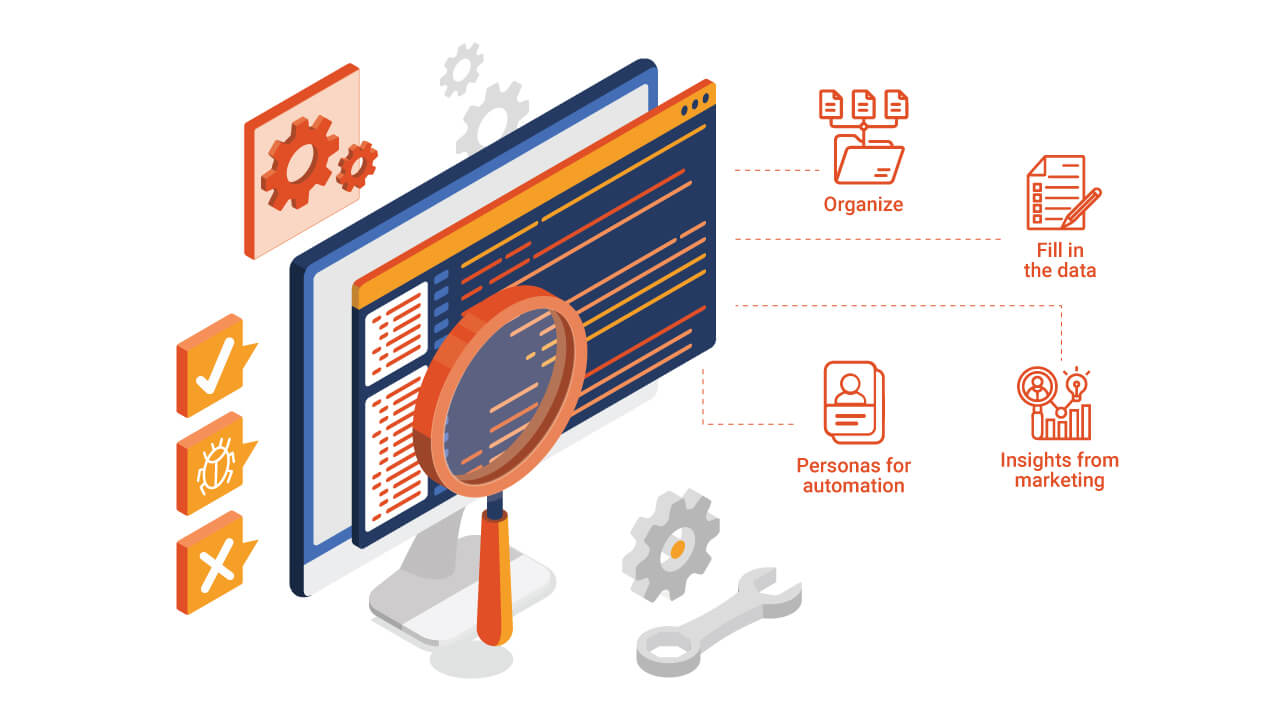 Organize
Fill in
the data
Personas for
automation
Insights from
marketing